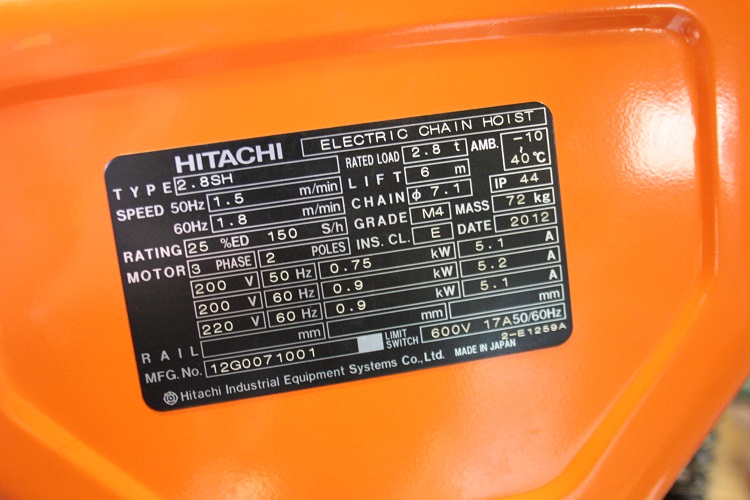 HITACHI ELECTRIC CHAIN HOIST
TYPE 2.8SH RATED LOAD 2.8 t AMB. -10 ~ 40℃
SPEED 50Hz 1.5 m/min LIFT 6 m
60Hz 1.8 m/min CHAIN φ 7.1 IP 44
RATING 25 %ED 150 S/h GRADE M4 MASS 72 kg
MOTOR 3 PHASE 2 POLES INS. CL. E DATE 2012
200 V 50 Hz 0.75 kW 5.1 A
200 V 60 Hz 0.9 kW 5.2 A
220 V 60 Hz 0.9 kW 5.1 A
RAIL mm mm mm
MFG. No. 12G0071001 LIMIT SWITCH 600V 17A50/60Hz
2-E1259A
Hitachi Industrial Equipment Systems Co., Ltd. MADE IN JAPAN